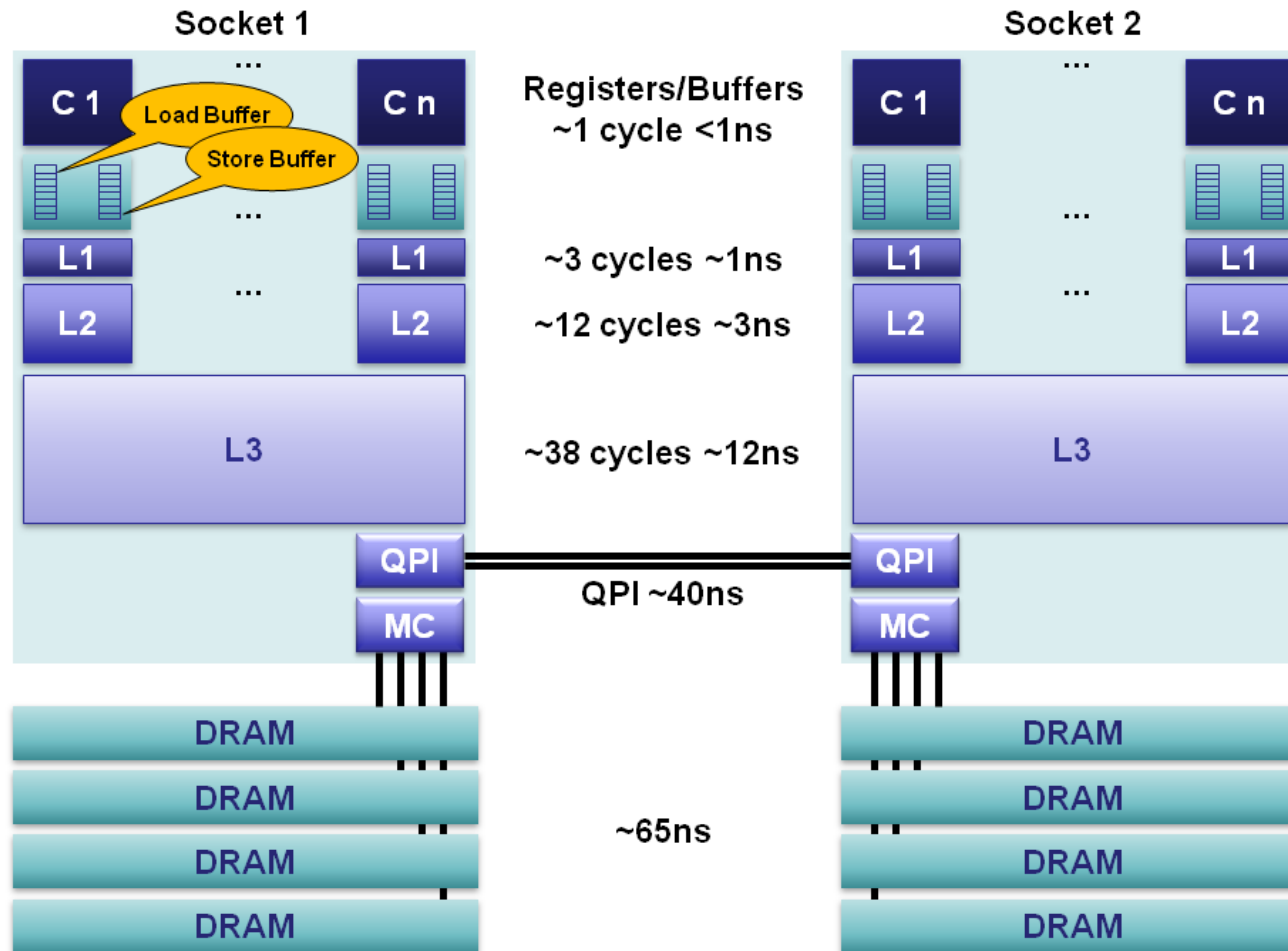 Socket 1
Socket 2
...
...
C 1
C n
Registers/Buffers
~1 cycle <1ns
C 1
C n
Load Buffer
Store Buffer
...
...
L1
L1
~3 cycles ~1ns
L1
L1
...
...
L2
L2
~12 cycles ~3ns
L2
L2
L3
~38 cycles ~12ns
L3
QPI
QPI
QPI ~40ns
MC
MC
DRAM
DRAM
DRAM
DRAM
~65ns
DRAM
DRAM
DRAM
DRAM